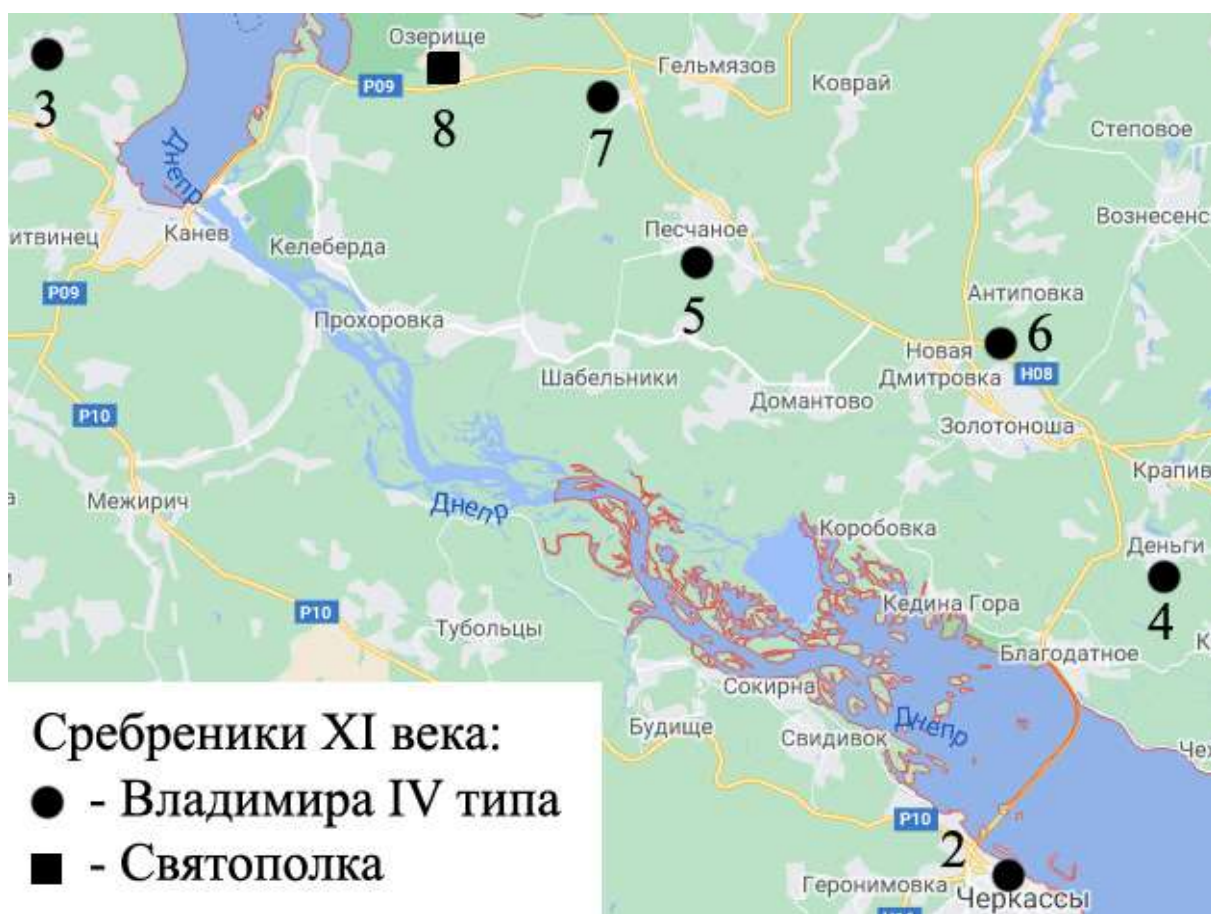 Озерище
Гельмязов
Коврай
P09
3
8
7
Степовое
Днепр
Песчаное
Вознесенс
итвинец
Канев
Келеберда
P09
5
Антиповка
Прохоровка
6
Новая
Дмитровка
H08
Шабельники
Домантово
P10
Золотоноша
Крапив
Межирич
Днепр
Коробовка
Деньги
Кедина Гора
P10
Тубольцы
4
К
Благодатное
Сокирна
Будище
Днепр
Свидивок
Чех
P10
2
Геронимовка
Черкассы
Сребреники XI века:
- Владимира IV типа
- Святополка